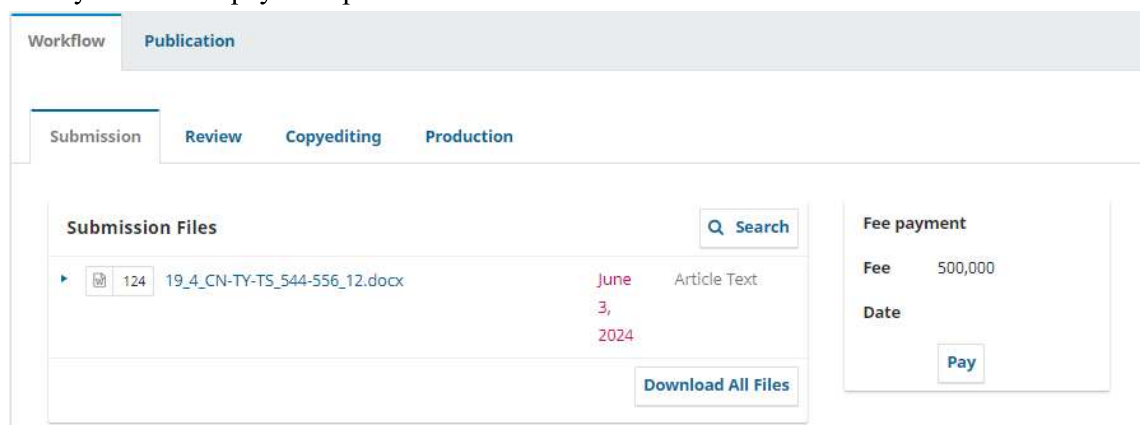 Workflow Publication
Submission Review Copyediting Production
Submission Files
Search
124 19_4_CN-TY-TS_544-556_12.docx
June 3, 2024
Article Text
Download All Files
Fee payment
Fee 500,000
Date
Pay